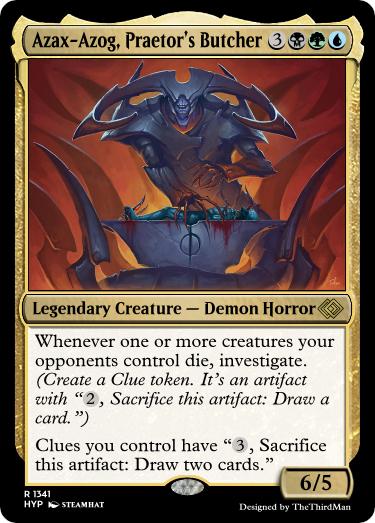 Azax-Azog, Praetor's Butcher 3
Legendary Creature — Demon Horror
Whenever one or more creatures your
opponents control die, investigate.
(Create a Clue token. It's an artifact
with "2, Sacrifice this artifact: Draw a
card.")
Clues you control have "3, Sacrifice
this artifact: Draw two cards."
6/5
R 1341
HYP STEAMHAT
Designed by TheThirdMan